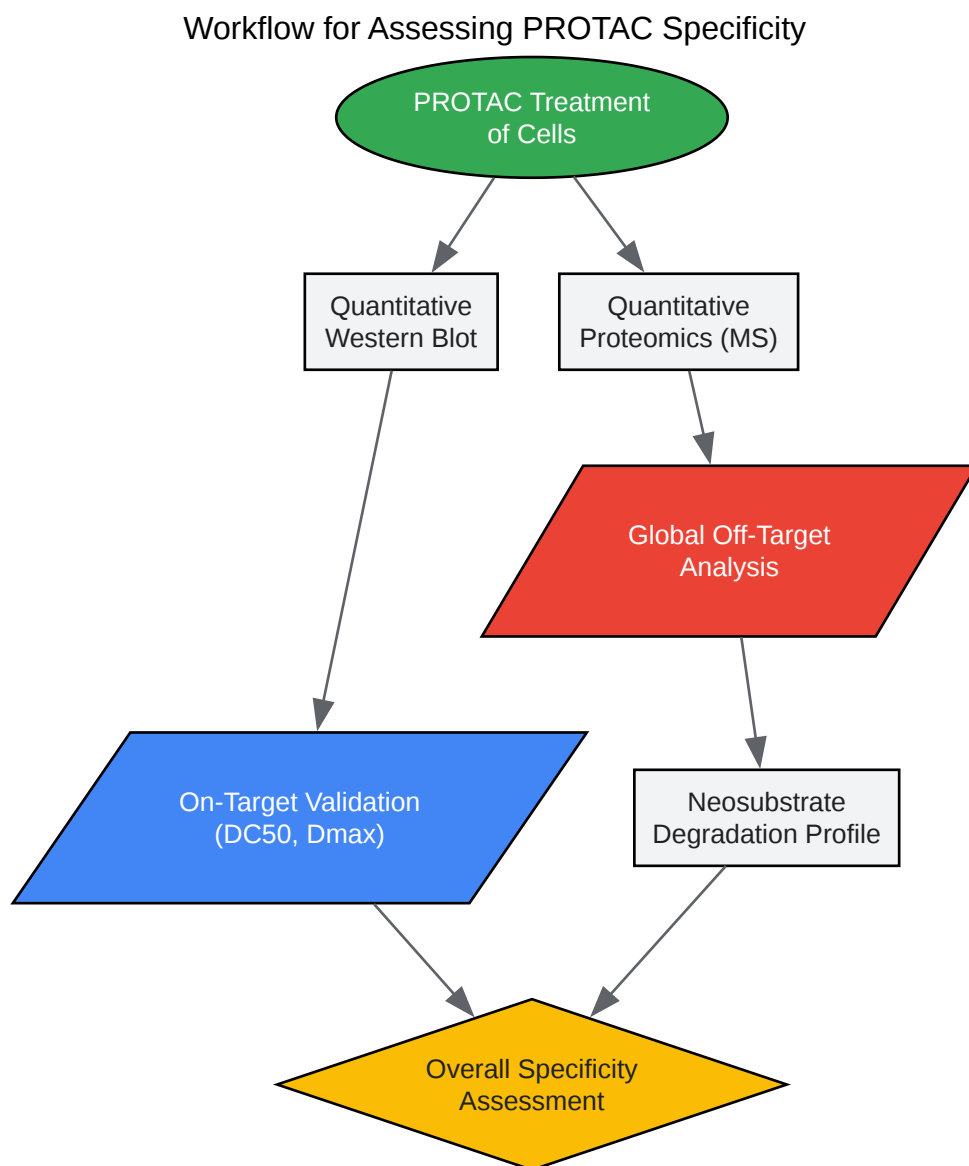 Workflow for Assessing PROTAC Specificity
PROTAC Treatment
of Cells
Quantitative
Western Blot
Quantitative
Proteomics (MS)
Global Off-Target
Analysis
On-Target Validation
(DC50, Dmax)
Neosubstrate
Degradation Profile
Overall Specificity
Assessment